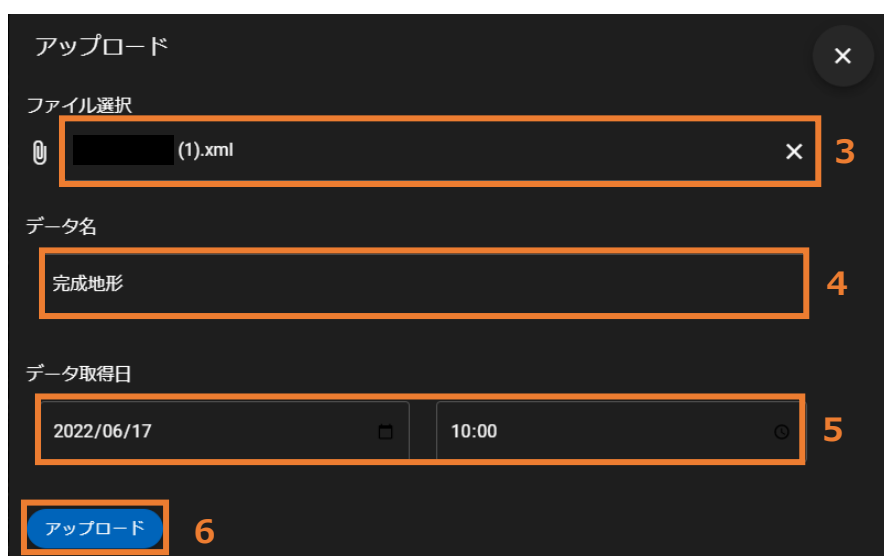 アップロード
ファイル選択
(1).xml
3
データ名
完成地形
4
データ取得日
2022/06/17 10:00
5
アップロード
6